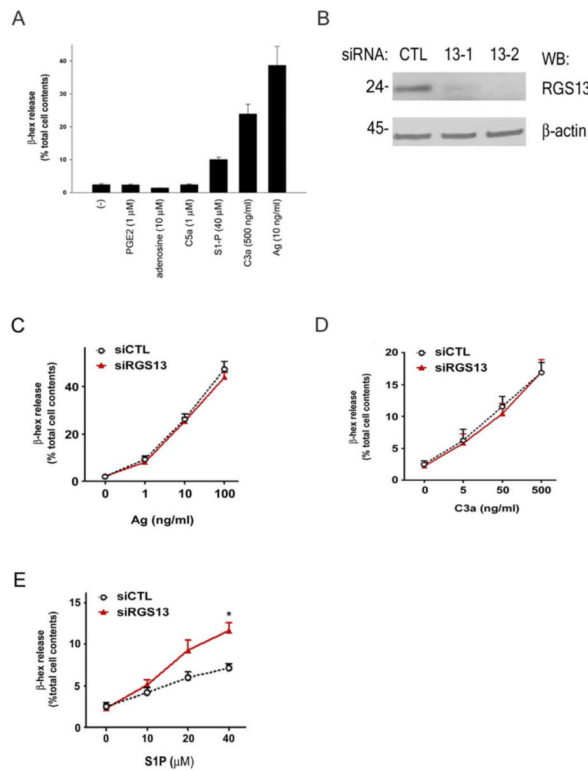 A
β-hex release
(% total cell contents)
50
40
30
20
10
0
(-)
PGE2 (1 µM)
adenosine (10 µM)
C5a (1 µM)
S1-P (40 µM)
C3a (500 ng/ml)
Ag (10 ng/ml)
B
siRNA: CTL 13-1 13-2 WB:
24- RGS13
45- β-actin
C
siCTL
siRGS13
β-hex release
(% total cell contents)
40
20
0
0 1 10 100
Ag (ng/ml)
D
siCTL
siRGS13
β-hex release
(% total cell contents)
20
15
10
5
0
0 5 50 500
C3a (ng/ml)
E
siCTL
siRGS13
β-hex release
(%total cell contents)
15
10
5
0
*
0 10 20 40
S1P (µM)